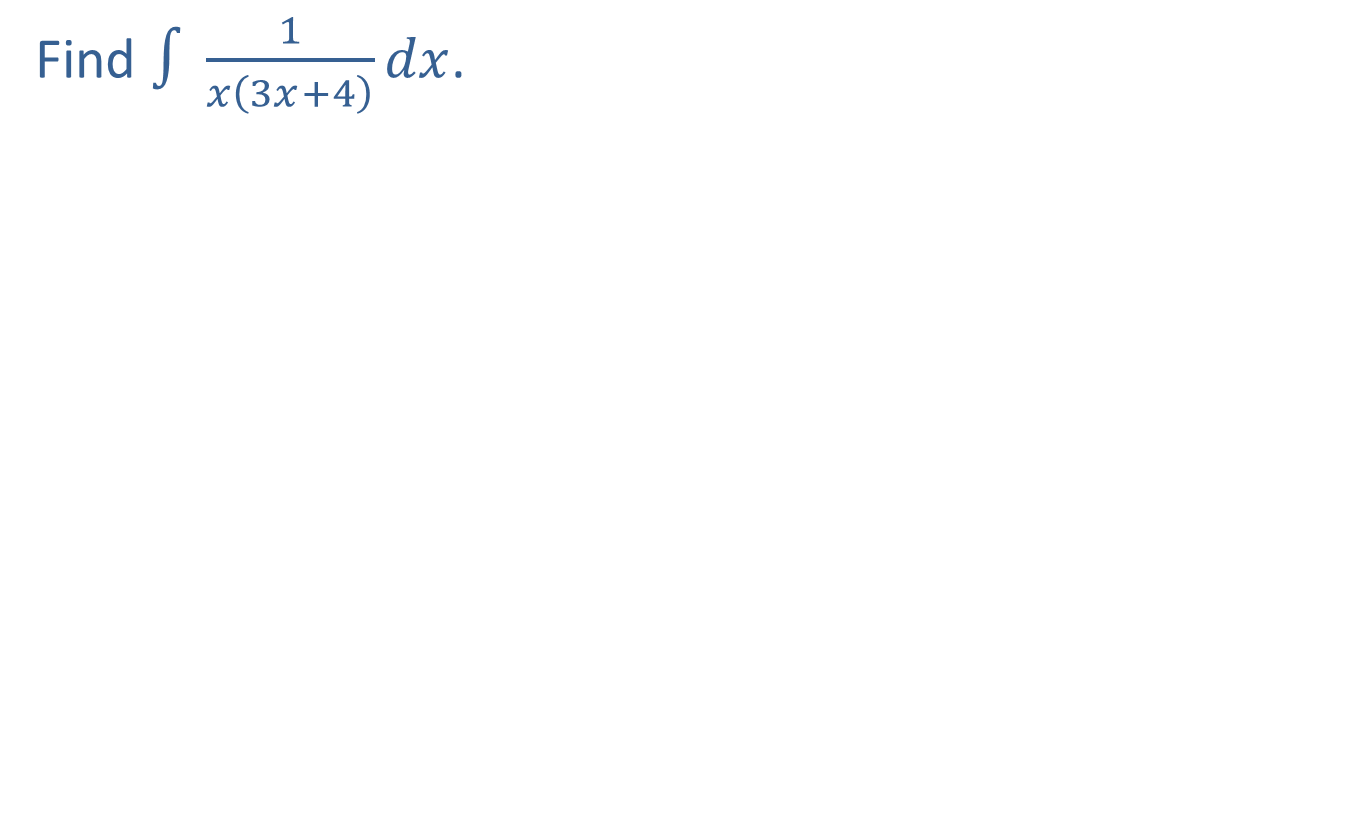 Find ∫ 1/x(3x+4) dx.